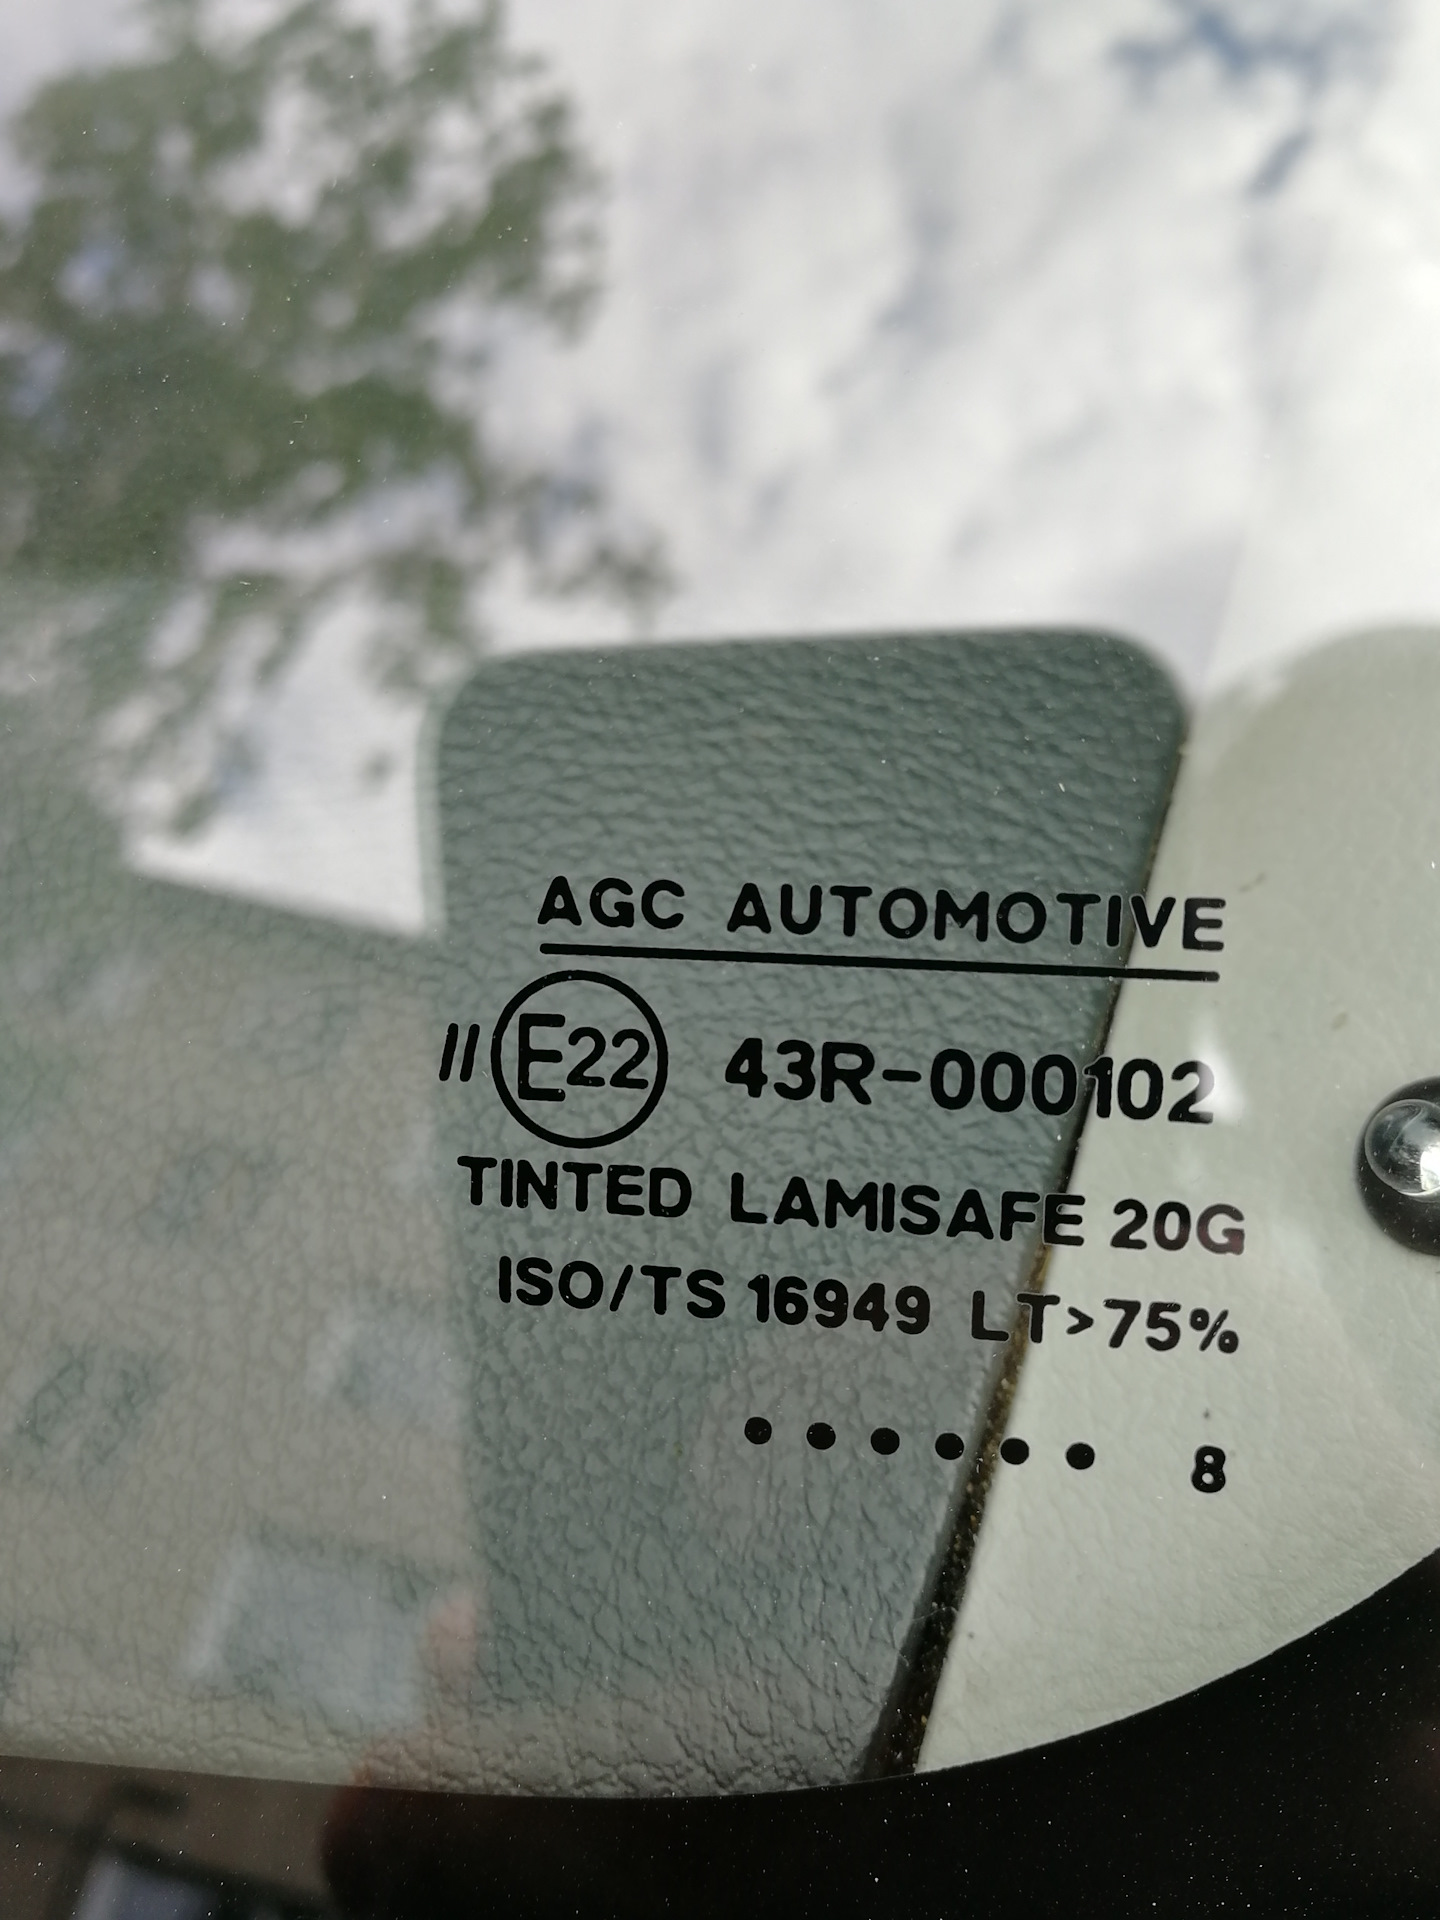 AGC AUTOMOTIVE
II E22 43R-000102
TINTED LAMISAFE 20G
ISO/TS 16949 LT>75%
...... 8